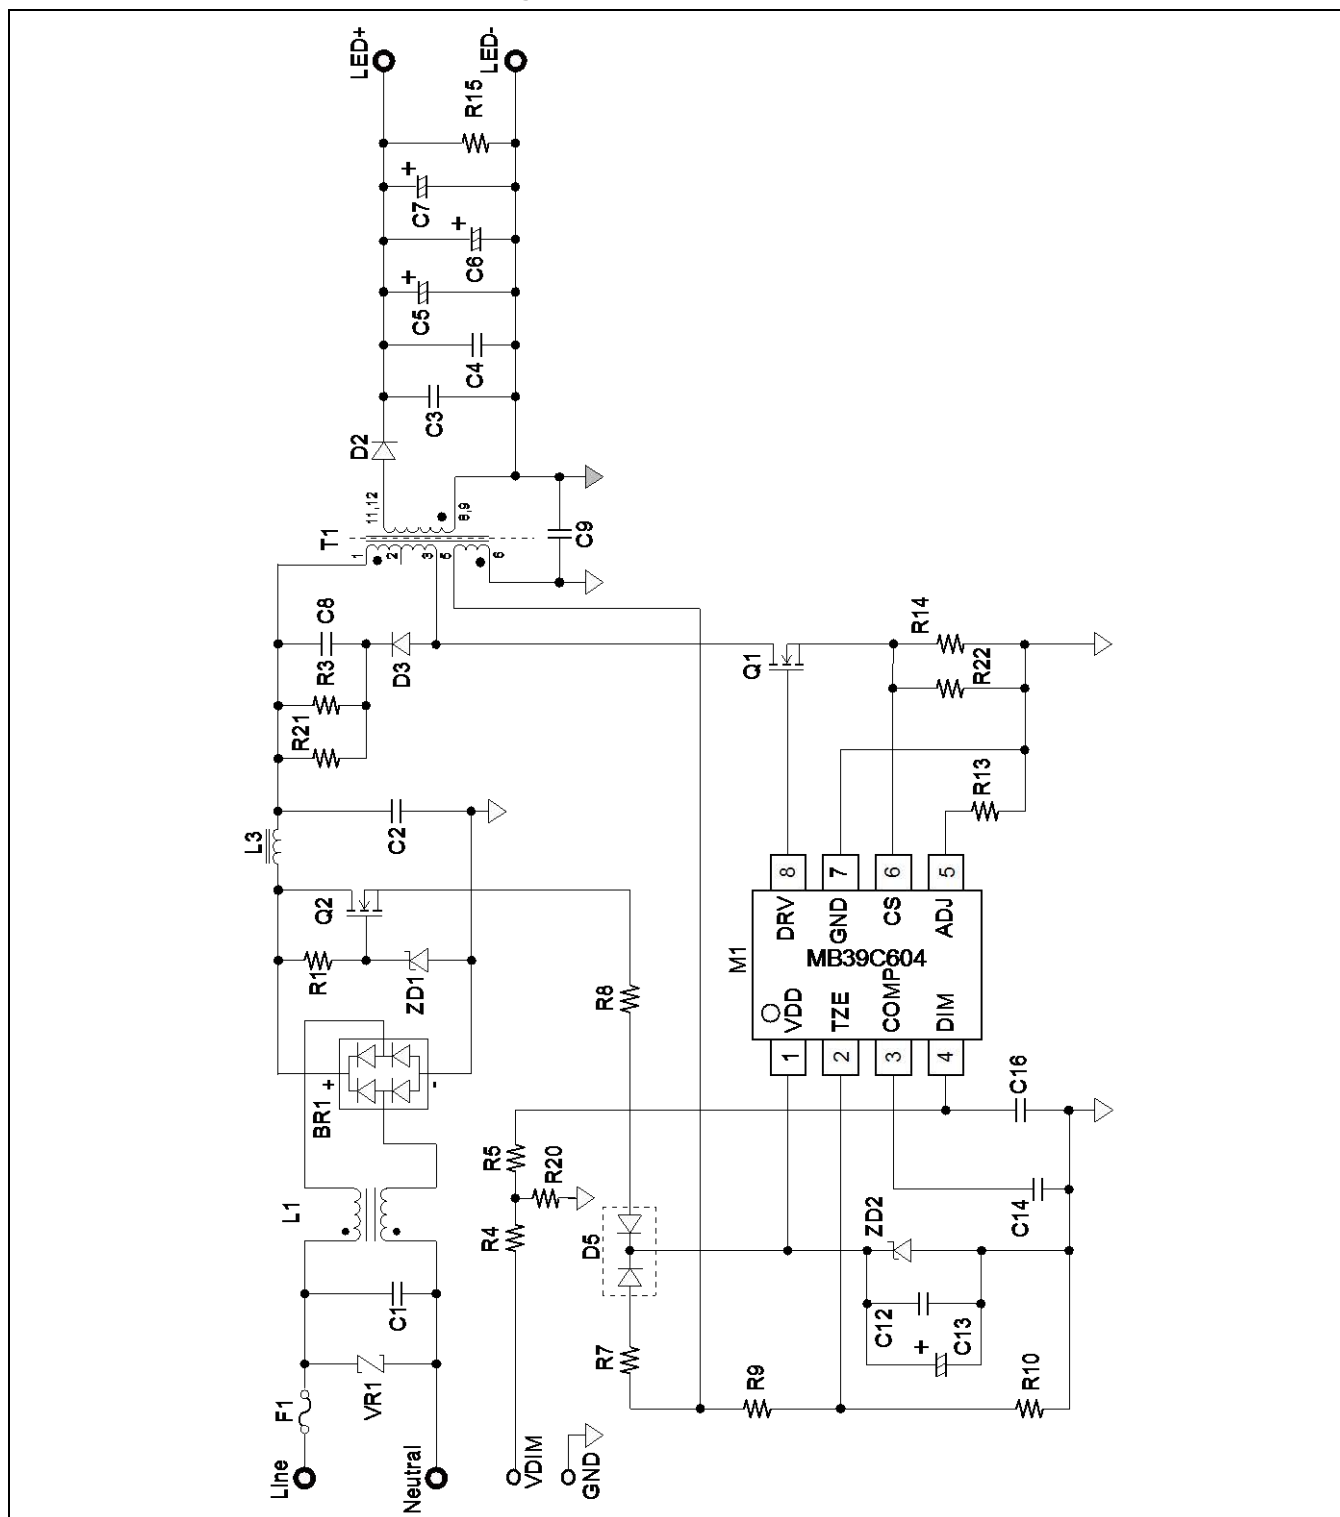 LED+
LED-
R15
+
C7
+
C6
+
C5
C4
C3
D2
11,12
8,9
T1
1
2
3
5
6
C9
C8
R3
D3
R21
Q1
R14
R22
R13
L3
C2
Q2
R1
ZD1
R8
BR1
+
-
L1
C1
VR1
F1
Line
Neutral
R5
R20
R4
D5
R7
VDIM
GND
R9
R10
C12
+
C13
ZD2
C14
C16
M1
MB39C604
8
7
6
5
DRV
GND
CS
ADJ
VDD
TZE
COMP
DIM
1
2
3
4